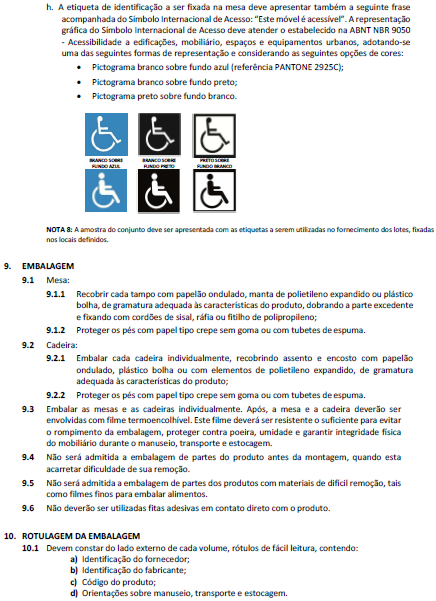 h. A etiqueta de identificação a ser fixada na mesa deve apresentar também a seguinte frase
acompanhada do Símbolo Internacional de Acesso: "Este móvel é acessível". A representação
gráfica do Símbolo Internacional de Acesso deve atender o estabelecido na ABNT NBR 9050
- Acessibilidade a edificações, mobiliário, espaços e equipamentos urbanos, adotando-se
uma das seguintes formas de representação e considerando as seguintes opções de cores:
• Pictograma branco sobre fundo azul (referência PANTONE 2925C);
• Pictograma branco sobre fundo preto;
• Pictograma preto sobre fundo branco.
BRANCO SOBRE FUNDO AZUL
BRANCO SOBRE FUNDO PRETO
PRETO SOBRE FUNDO BRANCO
NOTA 8: A amostra do conjunto deve ser apresentada com as etiquetas a serem utilizadas no fornecimento dos lotes, fixadas
nos locais definidos.
9. EMBALAGEM
9.1 Mesa:
9.1.1 Recobrir cada tampo com papelão ondulado, manta de polietileno expandido ou plástico
bolha, de gramatura adequada às características do produto, dobrando a parte excedente
e fixando com cordões de sisal, ráfia ou fitilho de polipropileno;
9.1.2 Proteger os pés com papel tipo crepe sem goma ou com tubetes de espuma.
9.2 Cadeira:
9.2.1 Embalar cada cadeira individualmente, recobrindo assento e encosto com papelão
ondulado, plástico bolha ou com elementos de polietileno expandido, de gramatura
adequada às características do produto;
9.2.2 Proteger os pés com papel tipo crepe sem goma ou com tubetes de espuma.
9.3 Embalar as mesas e as cadeiras individualmente. Após, a mesa e a cadeira deverão ser
envolvidas com filme termoencolhível. Este filme deverá ser resistente o suficiente para evitar
o rompimento da embalagem, proteger contra poeira, umidade e garantir integridade física
do mobiliário durante o manuseio, transporte e estocagem.
9.4 Não será admitida a embalagem de partes do produto antes da montagem, quando esta
acarretar dificuldade de sua remoção.
9.5 Não será admitida a embalagem de partes dos produtos com materiais de difícil remoção, tais
como filmes finos para embalar alimentos.
9.6 Não deverão ser utilizadas fitas adesivas em contato direto com o produto.
10. ROTULAGEM DA EMBALAGEM
10.1 Devem constar do lado externo de cada volume, rótulos de fácil leitura, contendo:
a) Identificação do fornecedor;
b) Identificação do fabricante;
c) Código do produto;
d) Orientações sobre manuseio, transporte e estocagem.